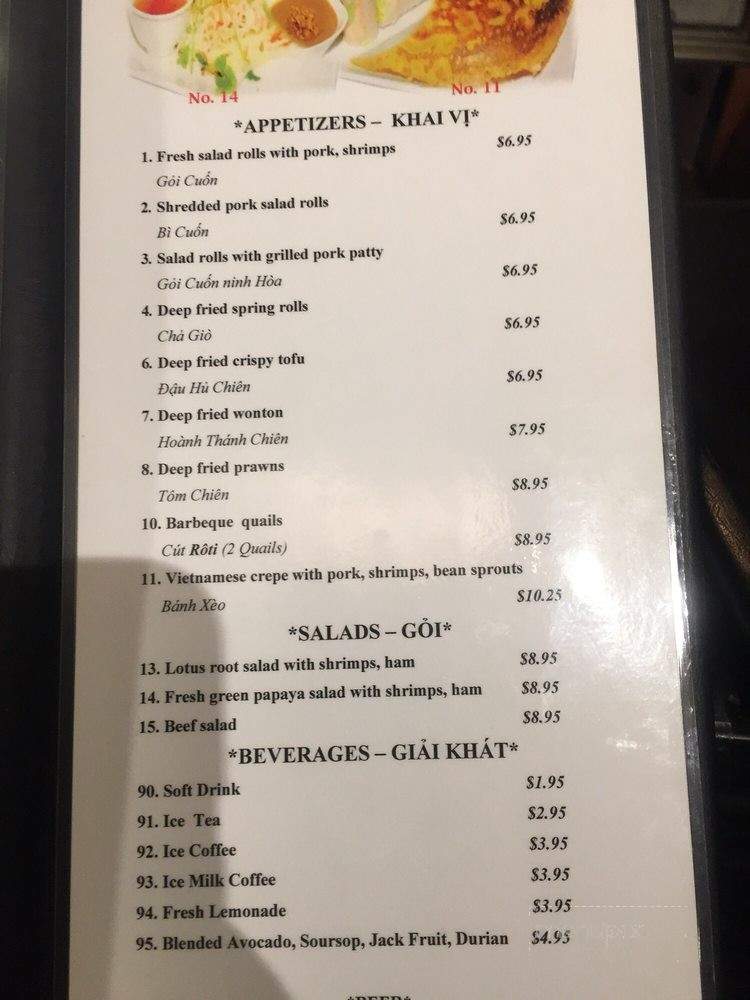 No. 14
No. 11
*APPETIZERS – KHAI VỊ*
1. Fresh salad rolls with pork, shrimps $6.95
Gỏi Cuốn
2. Shredded pork salad rolls $6.95
Bì Cuốn
3. Salad rolls with grilled pork patty $6.95
Gỏi Cuốn ninh Hòa
4. Deep fried spring rolls $6.95
Chả Giò
6. Deep fried crispy tofu $6.95
Đậu Hủ Chiên
7. Deep fried wonton $7.95
Hoành Thánh Chiên
8. Deep fried prawns $8.95
Tôm Chiên
10. Barbeque quails $8.95
Cút Rôti (2 Quails)
11. Vietnamese crepe with pork, shrimps, bean sprouts $10.25
Bánh Xèo
*SALADS – GỎI*
13. Lotus root salad with shrimps, ham $8.95
14. Fresh green papaya salad with shrimps, ham $8.95
15. Beef salad $8.95
*BEVERAGES – GIẢI KHÁT*
90. Soft Drink $1.95
91. Ice Tea $2.95
92. Ice Coffee $3.95
93. Ice Milk Coffee $3.95
94. Fresh Lemonade $3.95
95. Blended Avocado, Soursop, Jack Fruit, Durian $4.95
*BEER*